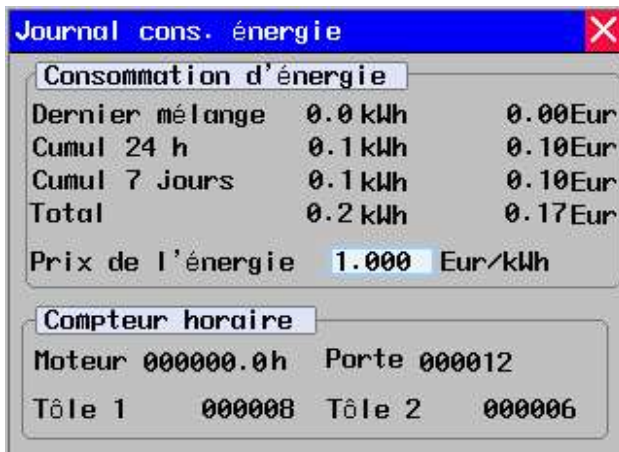 Journal cons. énergie
Consommation d'énergie
Dernier mélange 0.0 kWh 0.00Eur
Cumul 24 h 0.1 kWh 0.10Eur
Cumul 7 jours 0.1 kWh 0.10Eur
Total 0.2 kWh 0.17Eur
Prix de l'énergie 1.000 Eur/kWh
Compteur horaire
Moteur 000000.0h Porte 000012
Tôle 1 000008 Tôle 2 000006